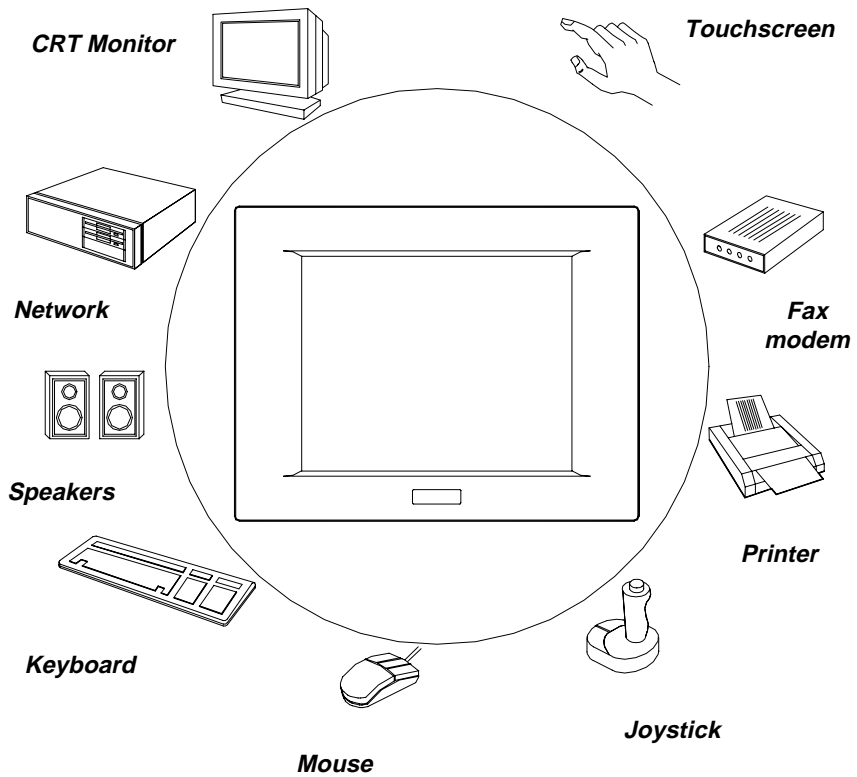 CRT Monitor
Touchscreen
Network
Fax
modem
Speakers
Printer
Keyboard
Joystick
Mouse